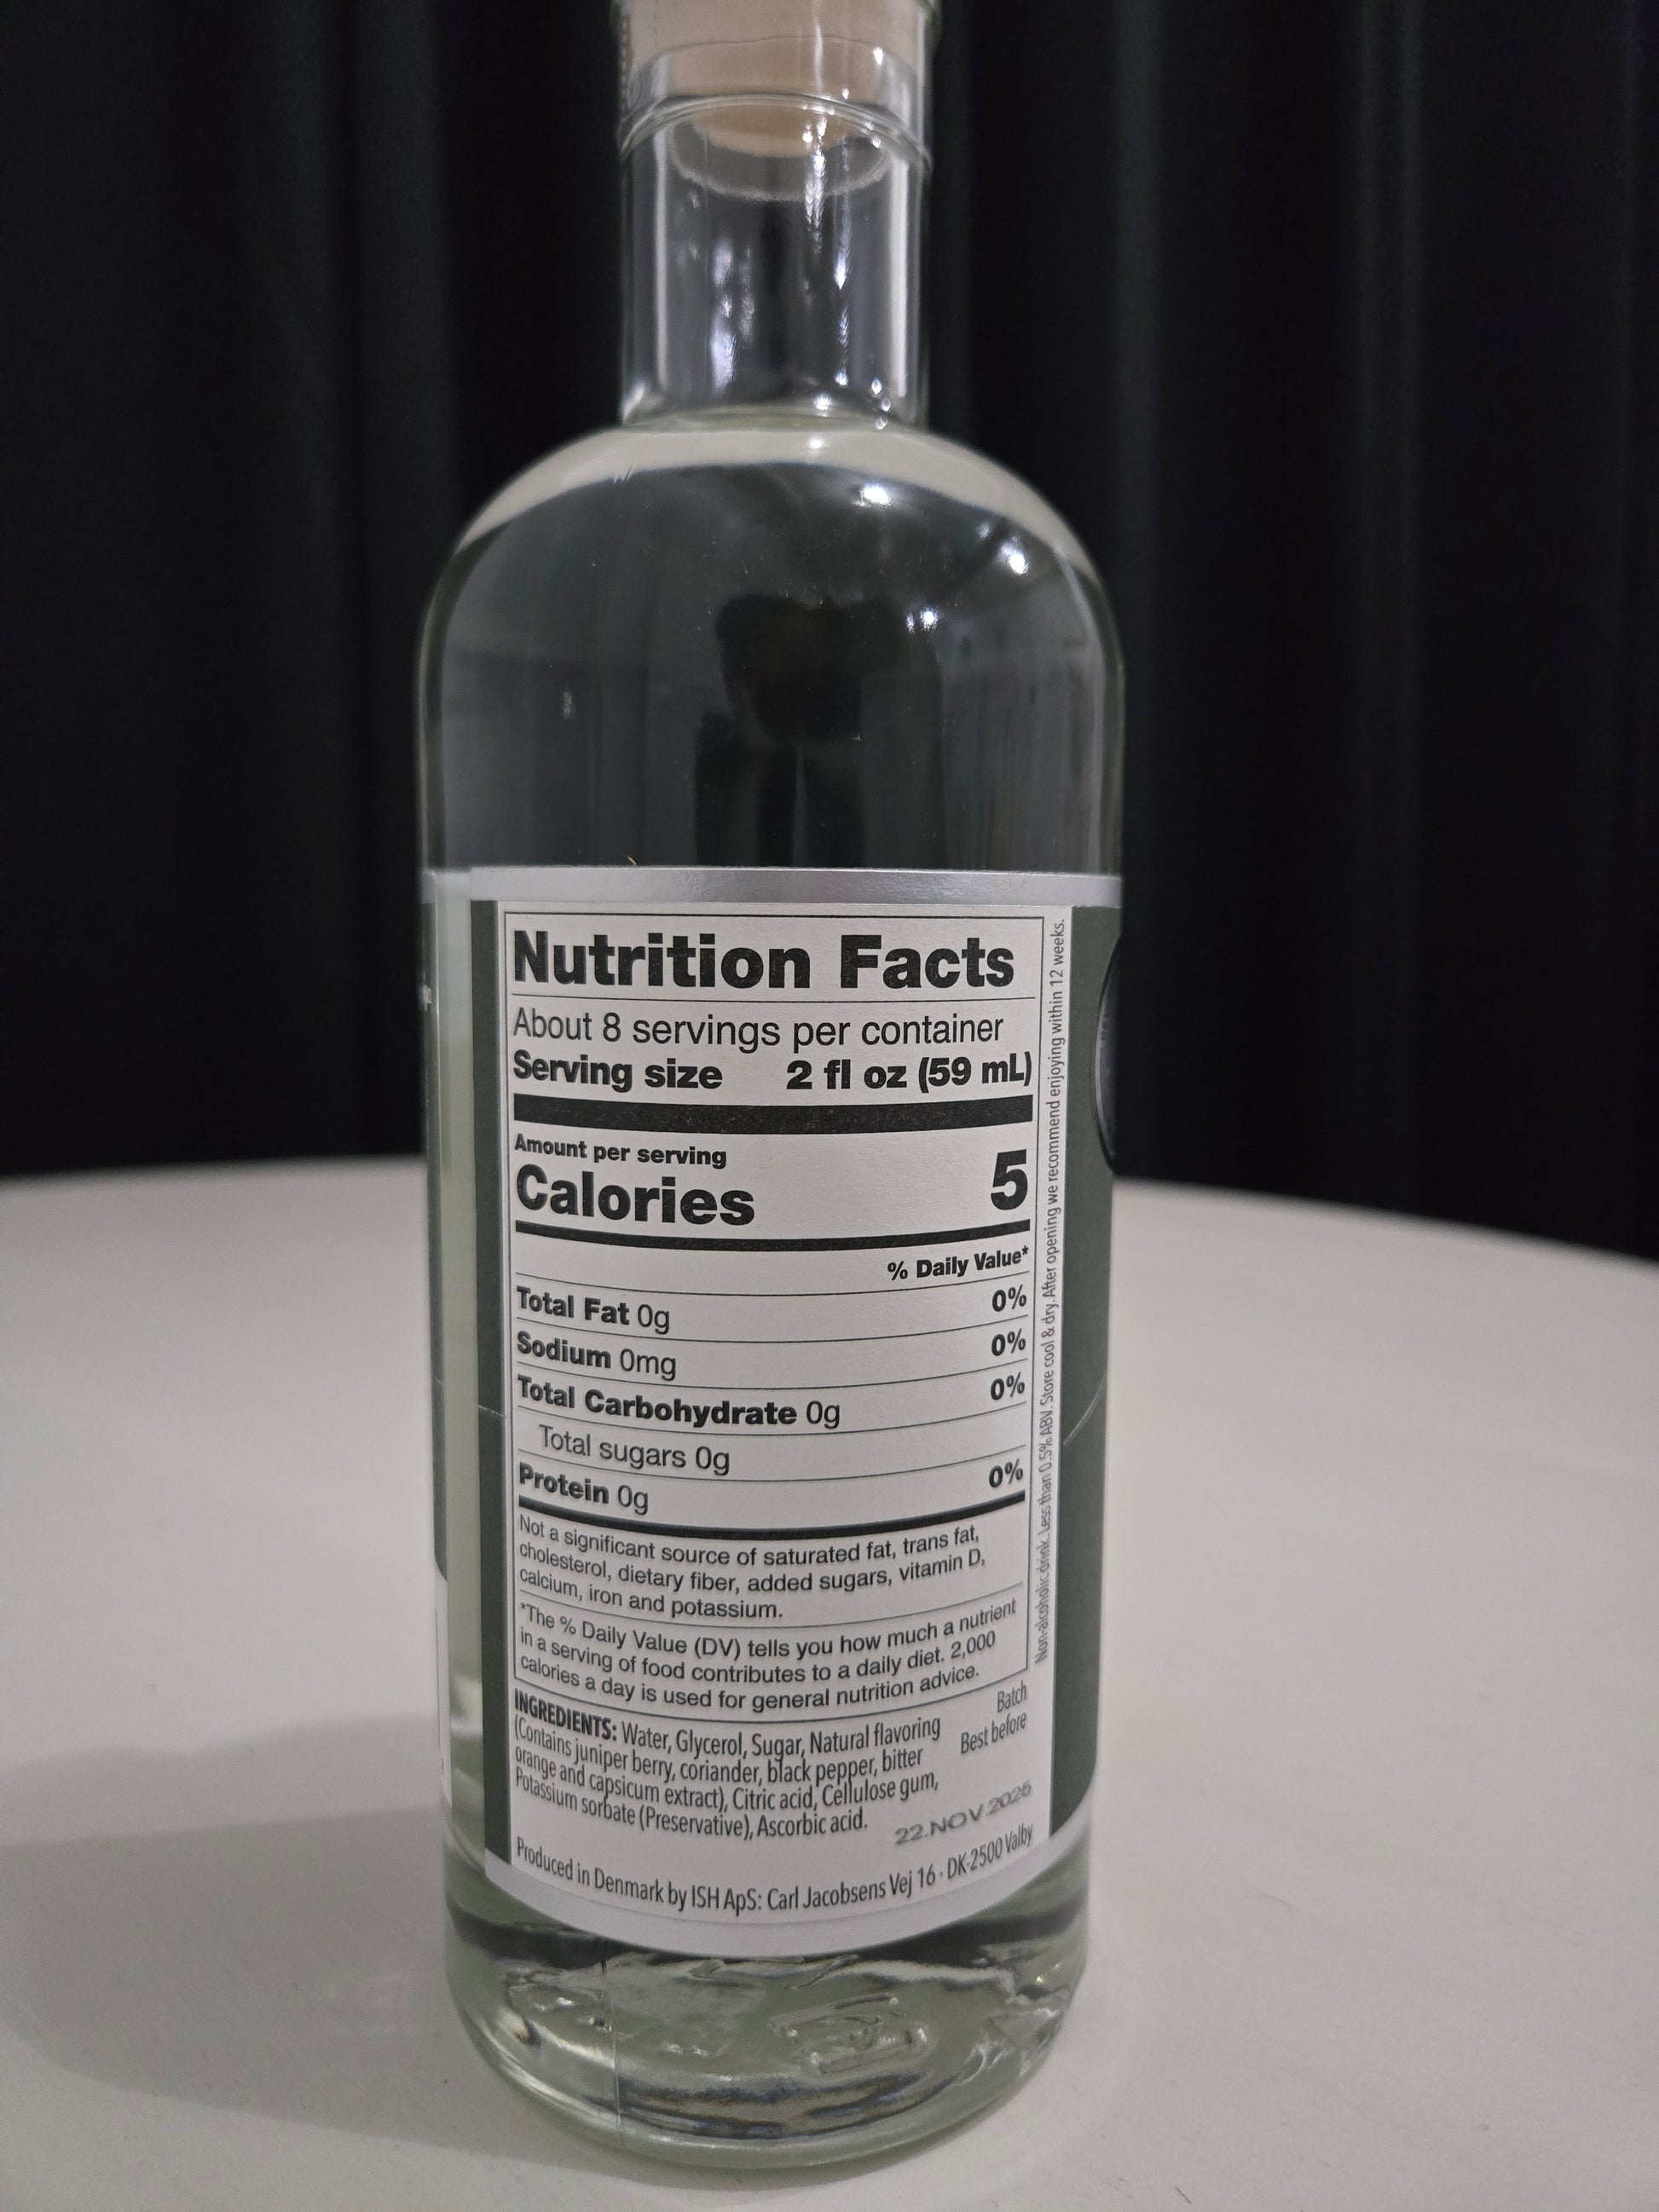 Nutrition Facts
About 8 servings per container
Serving size 2 fl oz (59 mL)
Amount per serving
Calories 5
% Daily Value*
Total Fat 0g 0%
Sodium 0mg 0%
Total Carbohydrate 0g 0%
Total sugars 0g
Protein 0g 0%
Not a significant source of saturated fat, trans fat,
cholesterol, dietary fiber, added sugars, vitamin D,
calcium, iron and potassium.
*The % Daily Value (DV) tells you how much a nutrient
in a serving of food contributes to a daily diet. 2,000
calories a day is used for general nutrition advice.
INGREDIENTS: Water, Glycerol, Sugar, Natural flavoring
(Contains juniper berry, coriander, black pepper, bitter
orange and capsicum extract), Citric acid, Cellulose gum,
Potassium sorbate (Preservative), Ascorbic acid.
Batch
Best before
22.NOV.2025
Produced in Denmark by ISH ApS: Carl Jacobsens Vej 16 · DK-2500 Valby
Non-alcoholic drink. Less than 0.5% ABV. Store cool & dry. After opening we recommend enjoying within 12 weeks.